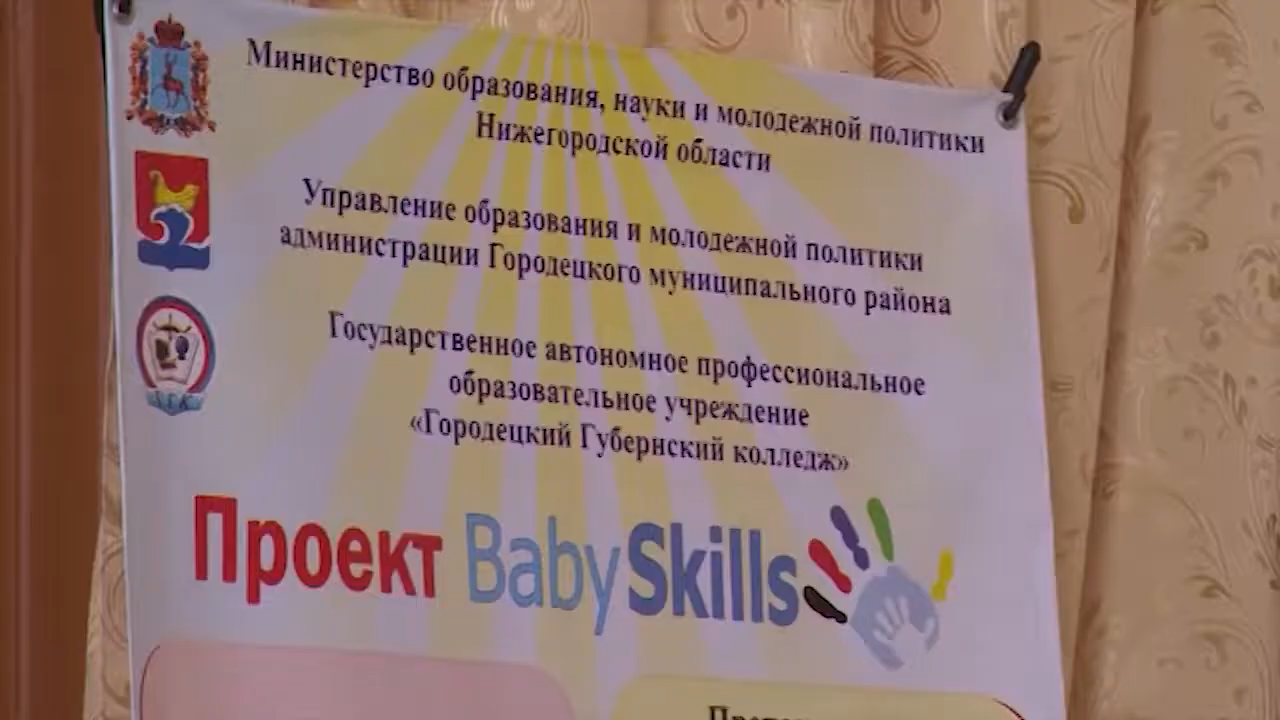 Министерство образования, науки и молодежной политики
Нижегородской области
Управление образования и молодежной политики
администрации Городецкого муниципального района
Государственное автономное профессиональное
образовательное учреждение
«Городецкий Губернский колледж»
Проект BabySkills